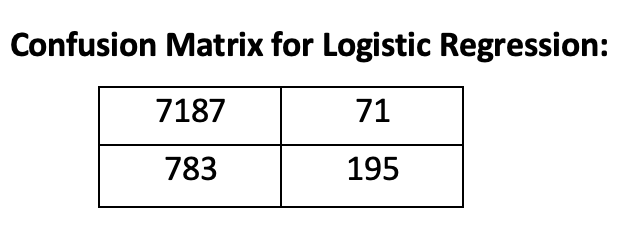 Confusion Matrix for Logistic Regression:
7187 71
783 195